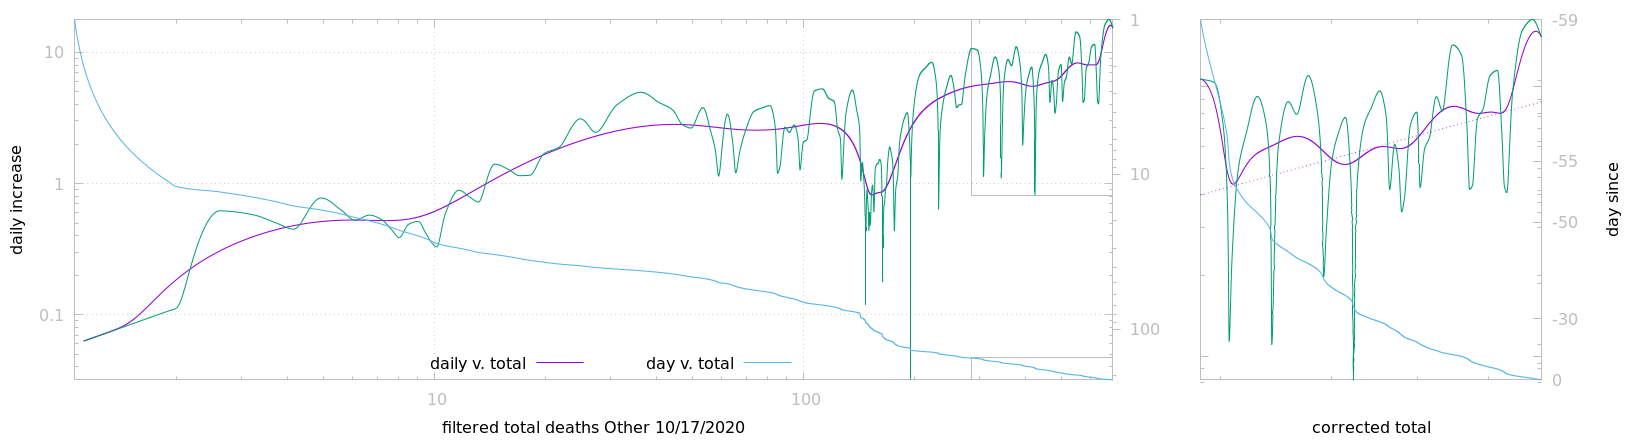 10
1
0.1
daily increase
daily v. total
day v. total
10
100
filtered total deaths Other 10/17/2020
1
10
100
-59
-55
-50
-30
0
day since
corrected total